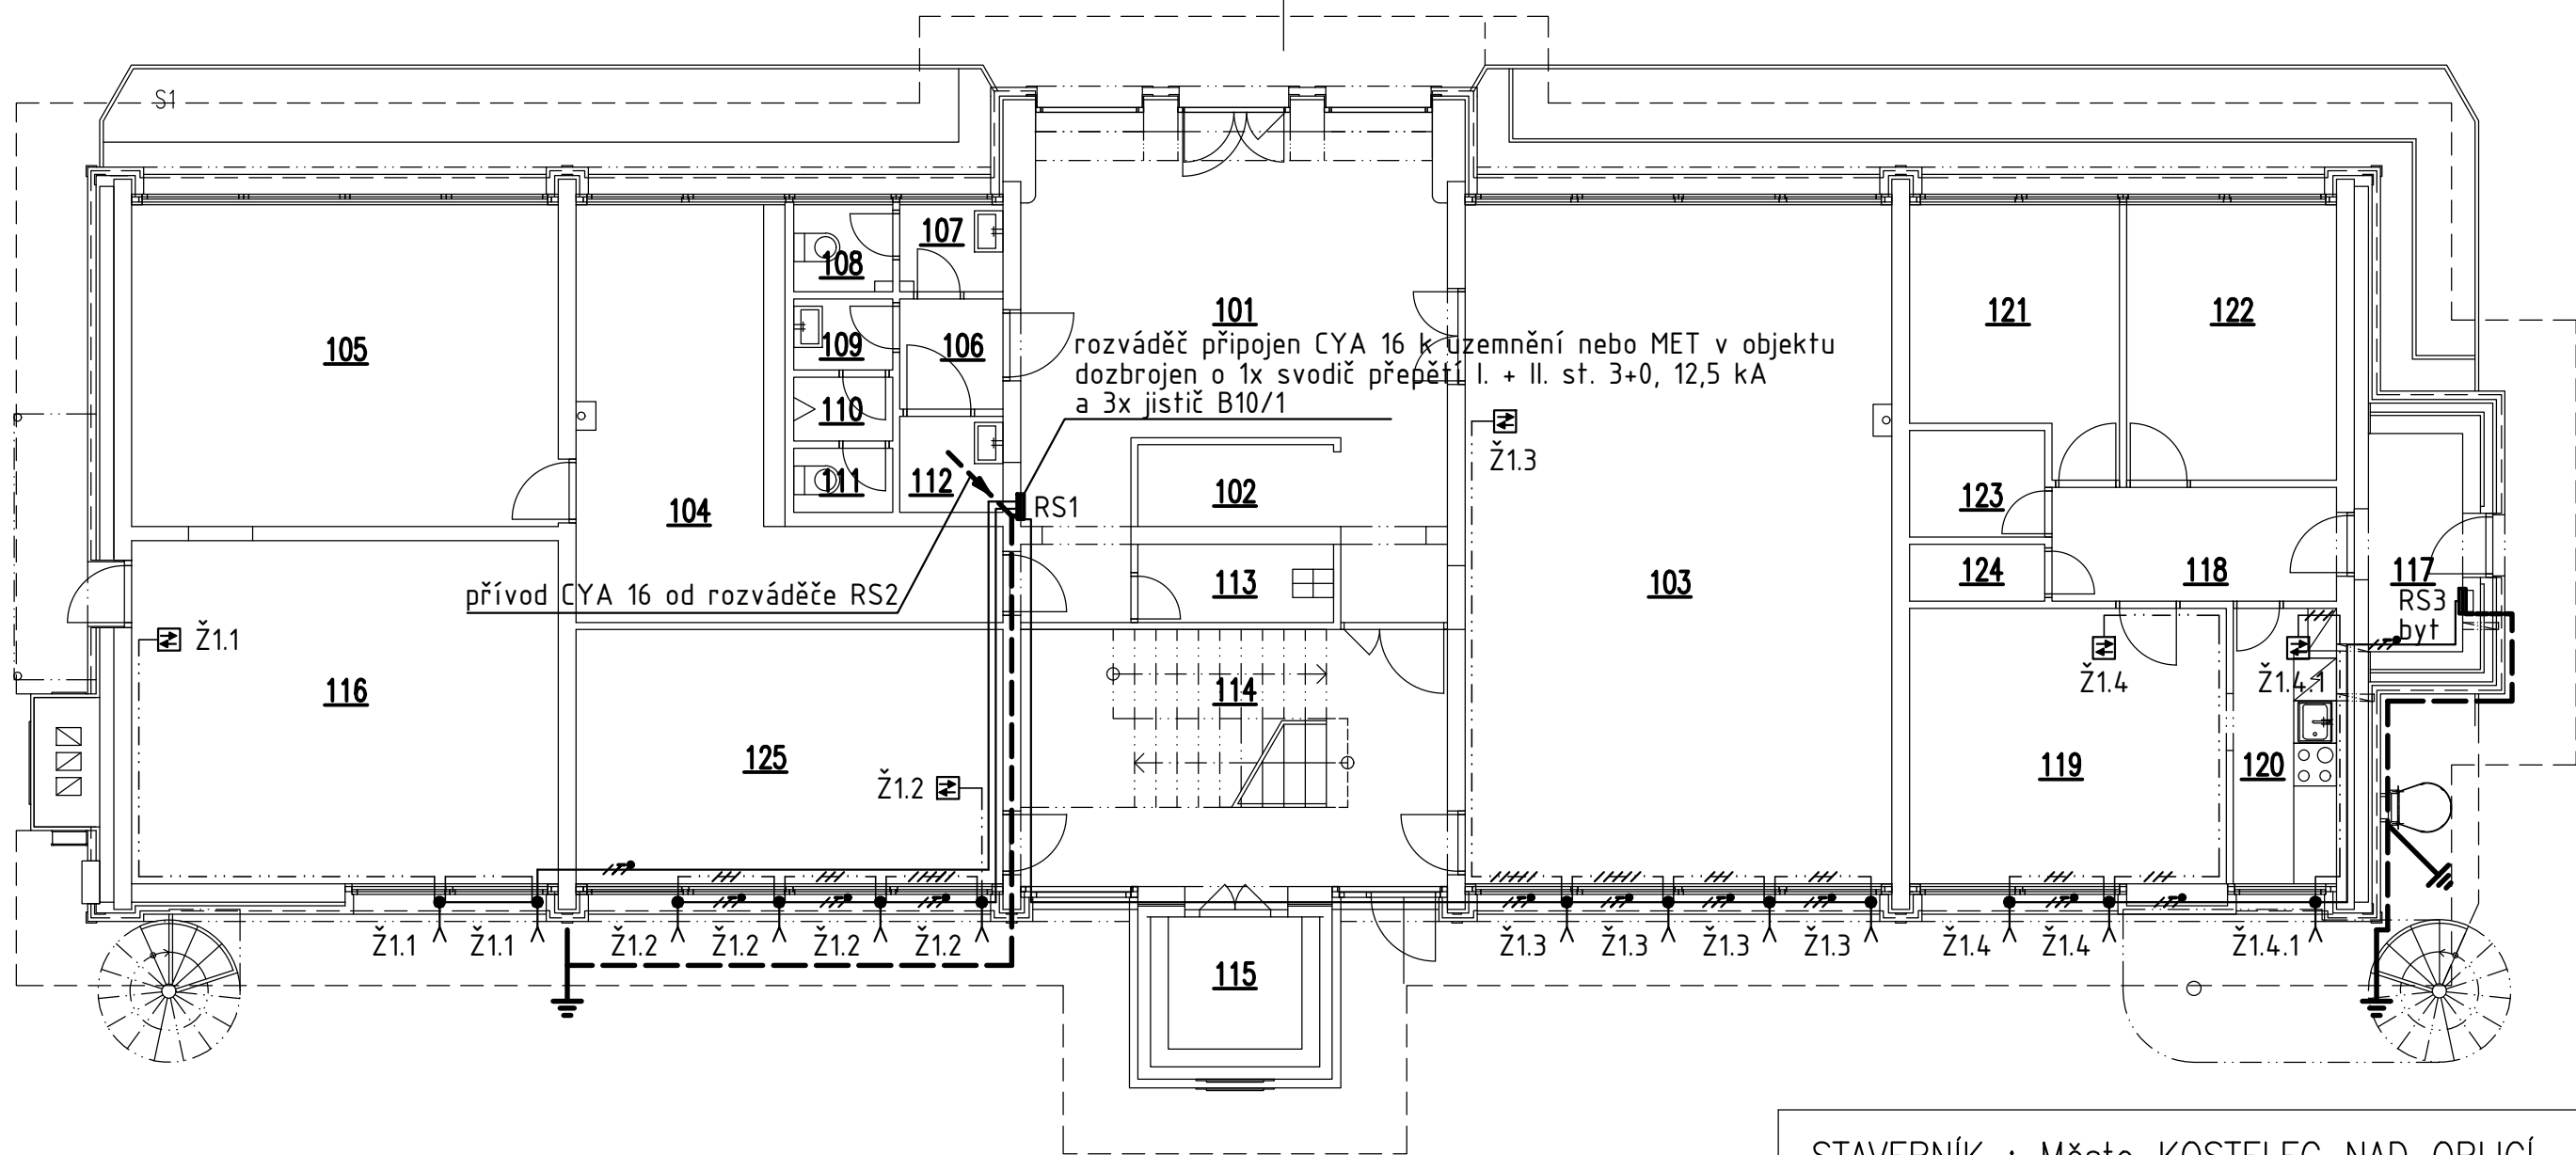 S1
107
108
101
121
122
105
109
106
rozváděč připojen CYA 16 k uzemnění nebo MET v objektu
dozbrojen o 1x svodič přepětí I. + II. st. 3+0, 12,5 kA
a 3x jistič B10/1
110
Ž1.3
111
112
102
123
104
RS1
113
103
124
118
117
přívod CYA 16 od rozváděče RS2
RS3
byt
Ž1.1
116
114
Ž1.4
Ž1.4.1
125
Ž1.2
119
120
Ž1.1
Ž1.1
Ž1.2
Ž1.2
Ž1.2
Ž1.2
Ž1.3
Ž1.3
Ž1.3
Ž1.3
Ž1.4
Ž1.4
Ž1.4.1
115
STAVEBNÍK : Město KOSTELEC NAD ORLICÍ